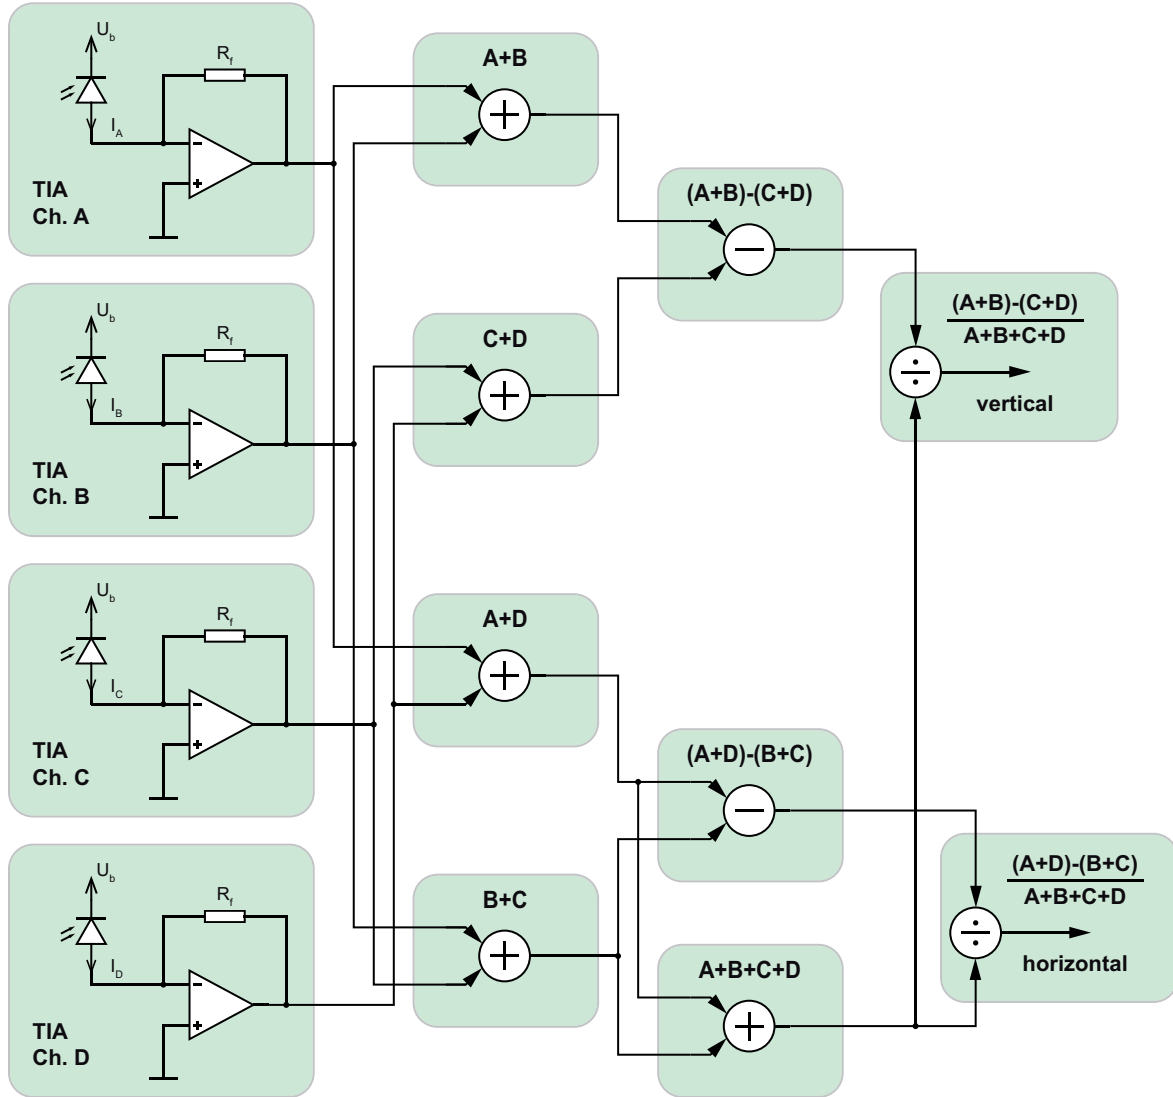 U_b
R_f
I_A
TIA
Ch. A
U_b
R_f
I_B
TIA
Ch. B
U_b
R_f
I_C
TIA
Ch. C
U_b
R_f
I_D
TIA
Ch. D
A+B
C+D
A+D
B+C
(A+B)-(C+D)
(A+D)-(B+C)
A+B+C+D
(A+B)-(C+D)
A+B+C+D
vertical
(A+D)-(B+C)
A+B+C+D
horizontal